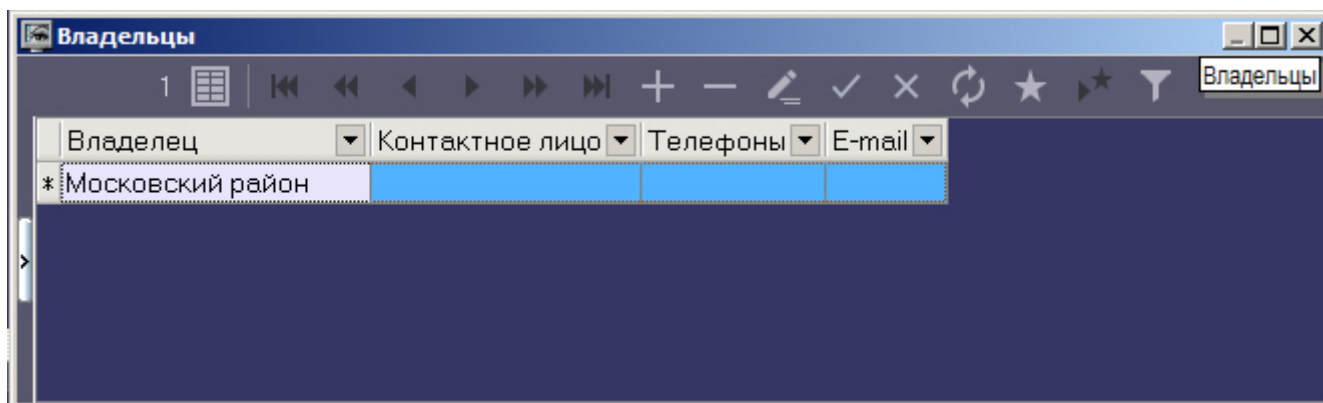 Владельцы
1
Владельцы
Владелец Контактное лицо Телефоны E-mail
* Московский район